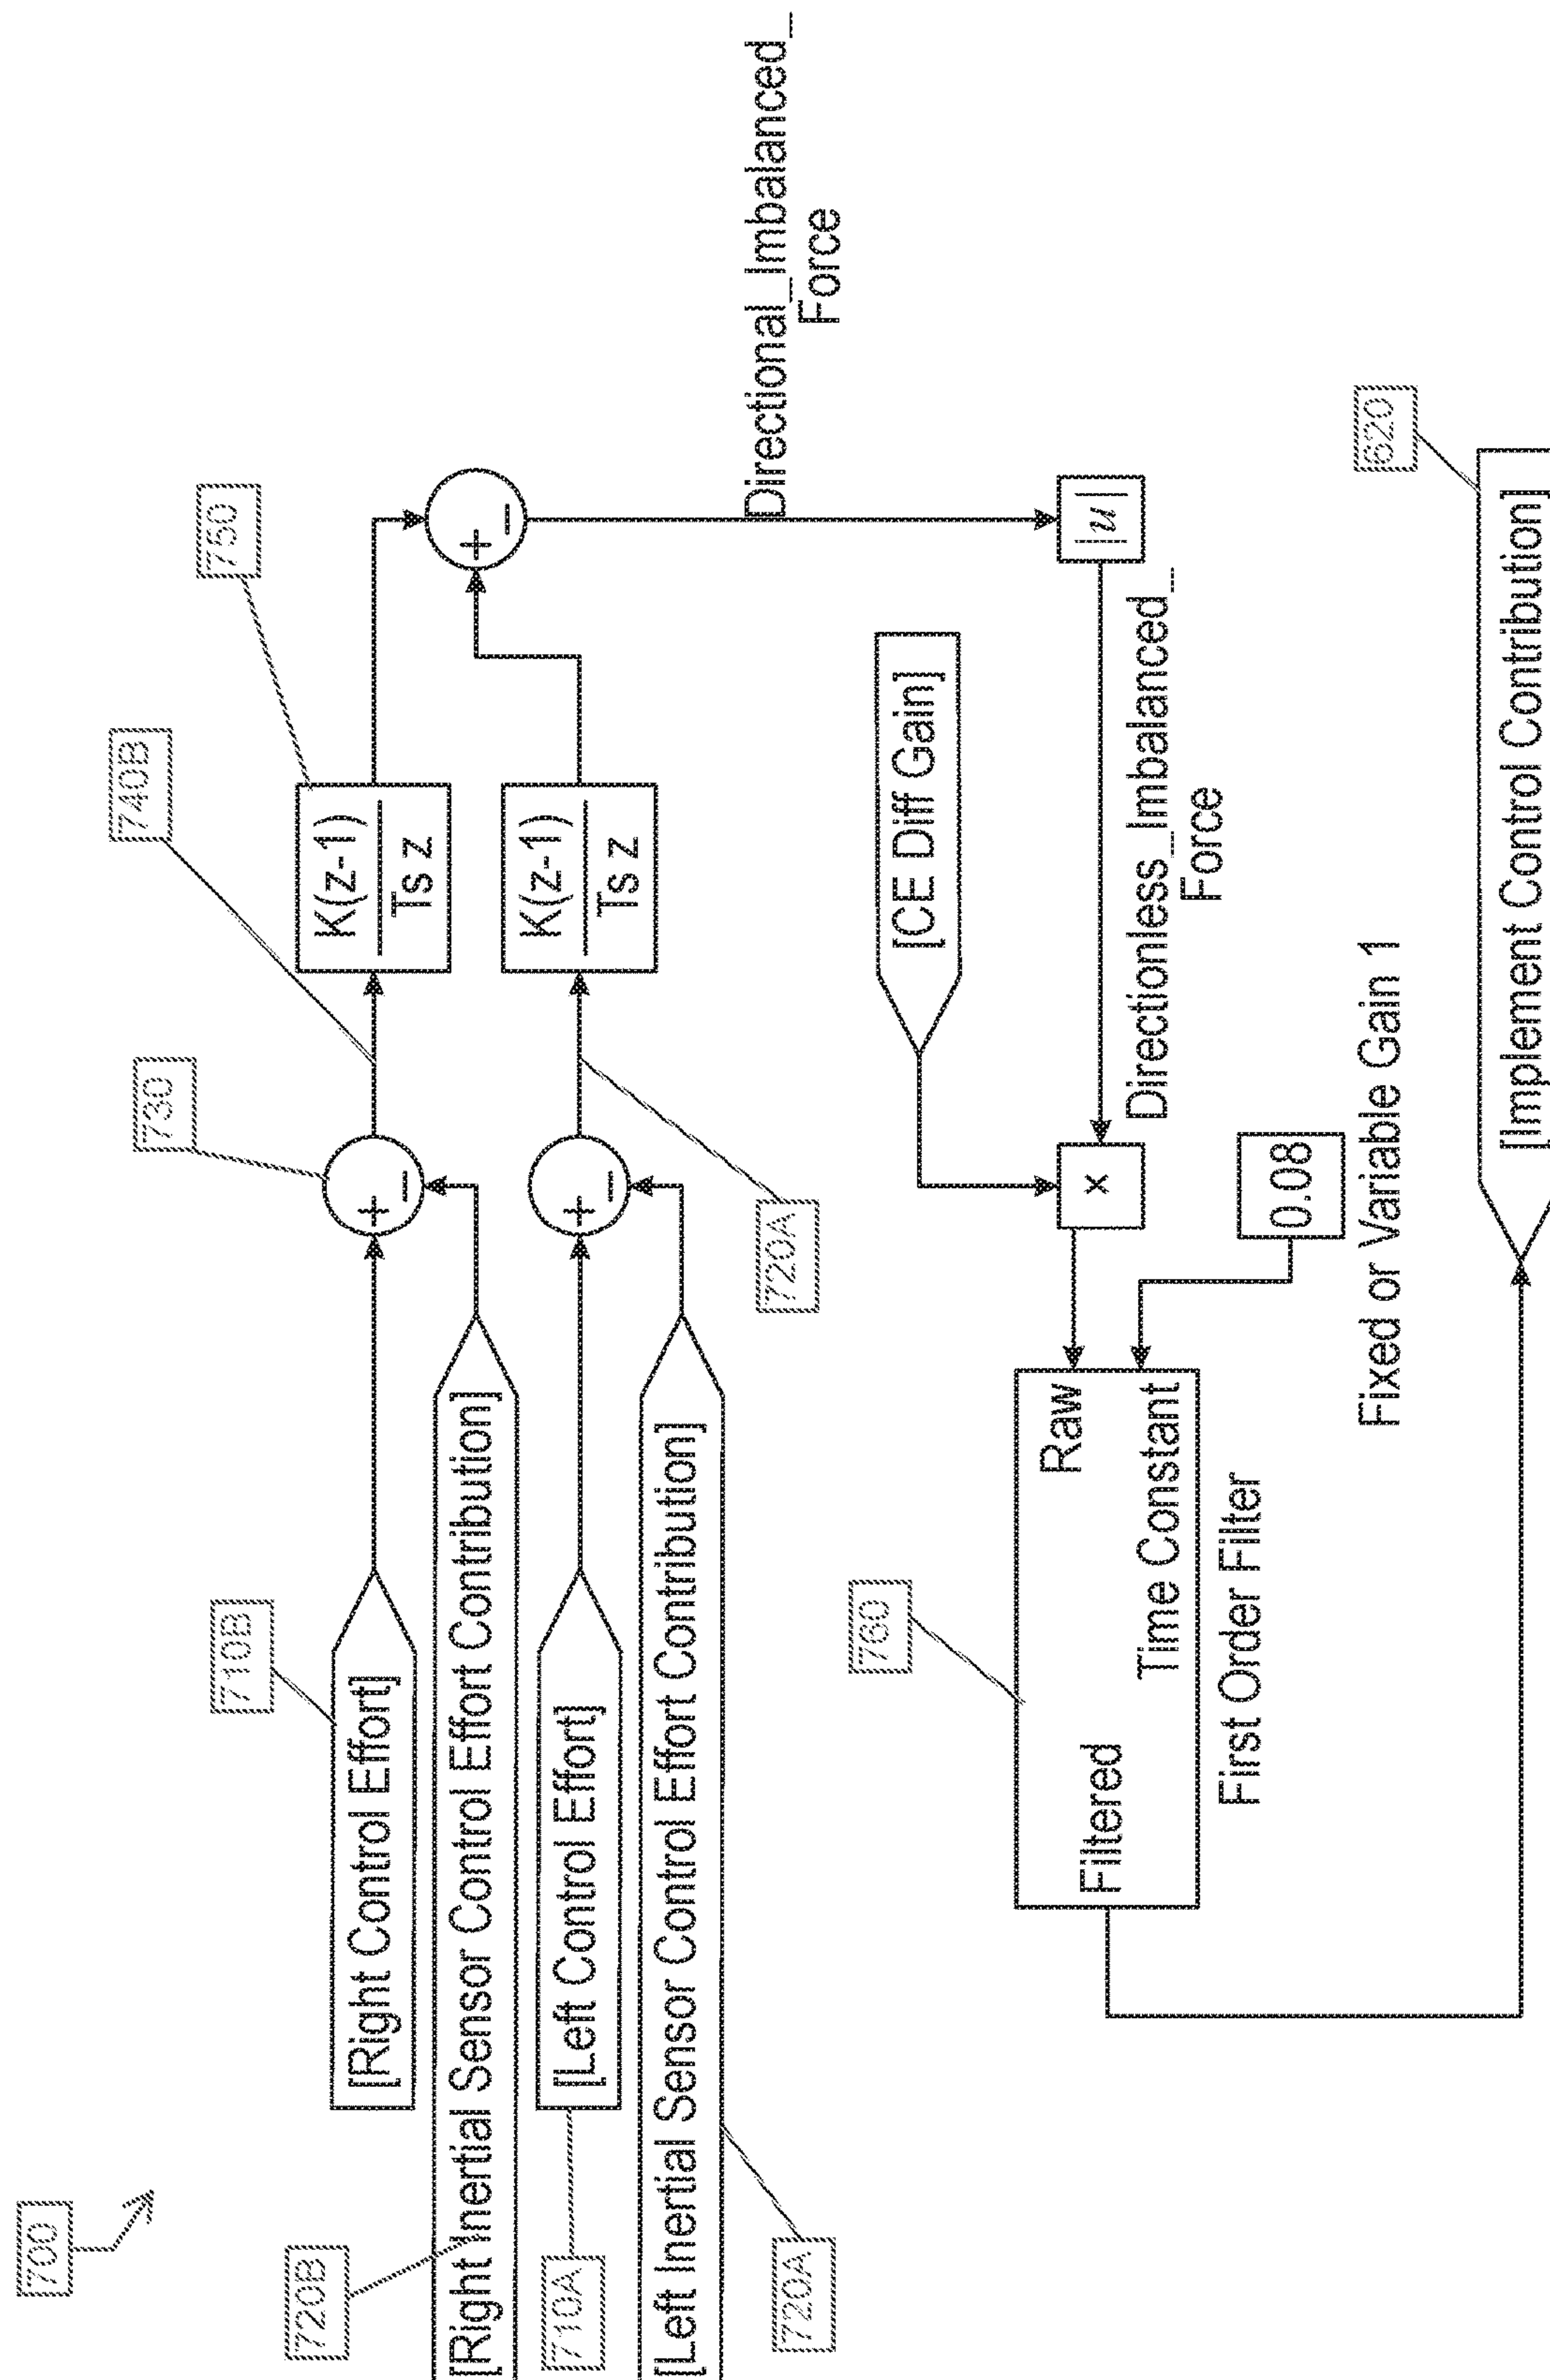 700
710B
730
740B
750
[Right Control Effort]
+
−
K(z-1)
Ts z
720B
[Right Inertial Sensor Control Effort Contribution]
+
−
710A
[Left Control Effort]
+
−
K(z-1)
Ts z
720A
[Left Inertial Sensor Control Effort Contribution]
720A
Directional_Imbalanced_
Force
[CE Diff Gain]
760
Filtered
Raw
Time Constant
First Order Filter
x
|u|
Directionless_Imbalanced_
Force
0.08
Fixed or Variable Gain 1
620
[Implement Control Contribution]